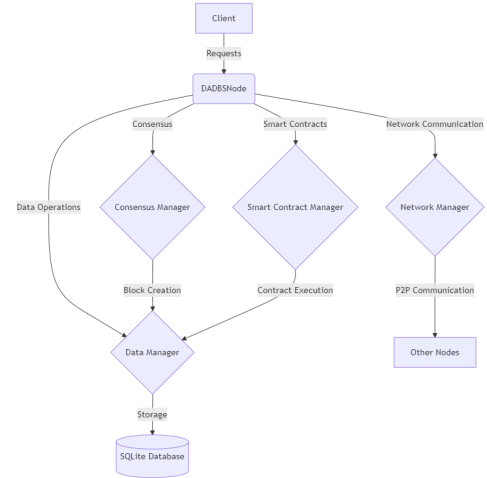 Client
Requests
DADBSNode
Consensus
Smart Contracts
Network Communication
Data Operations
Consensus Manager
Smart Contract Manager
Network Manager
Block Creation
Contract Execution
P2P Communication
Data Manager
Other Nodes
Storage
SQLite Database